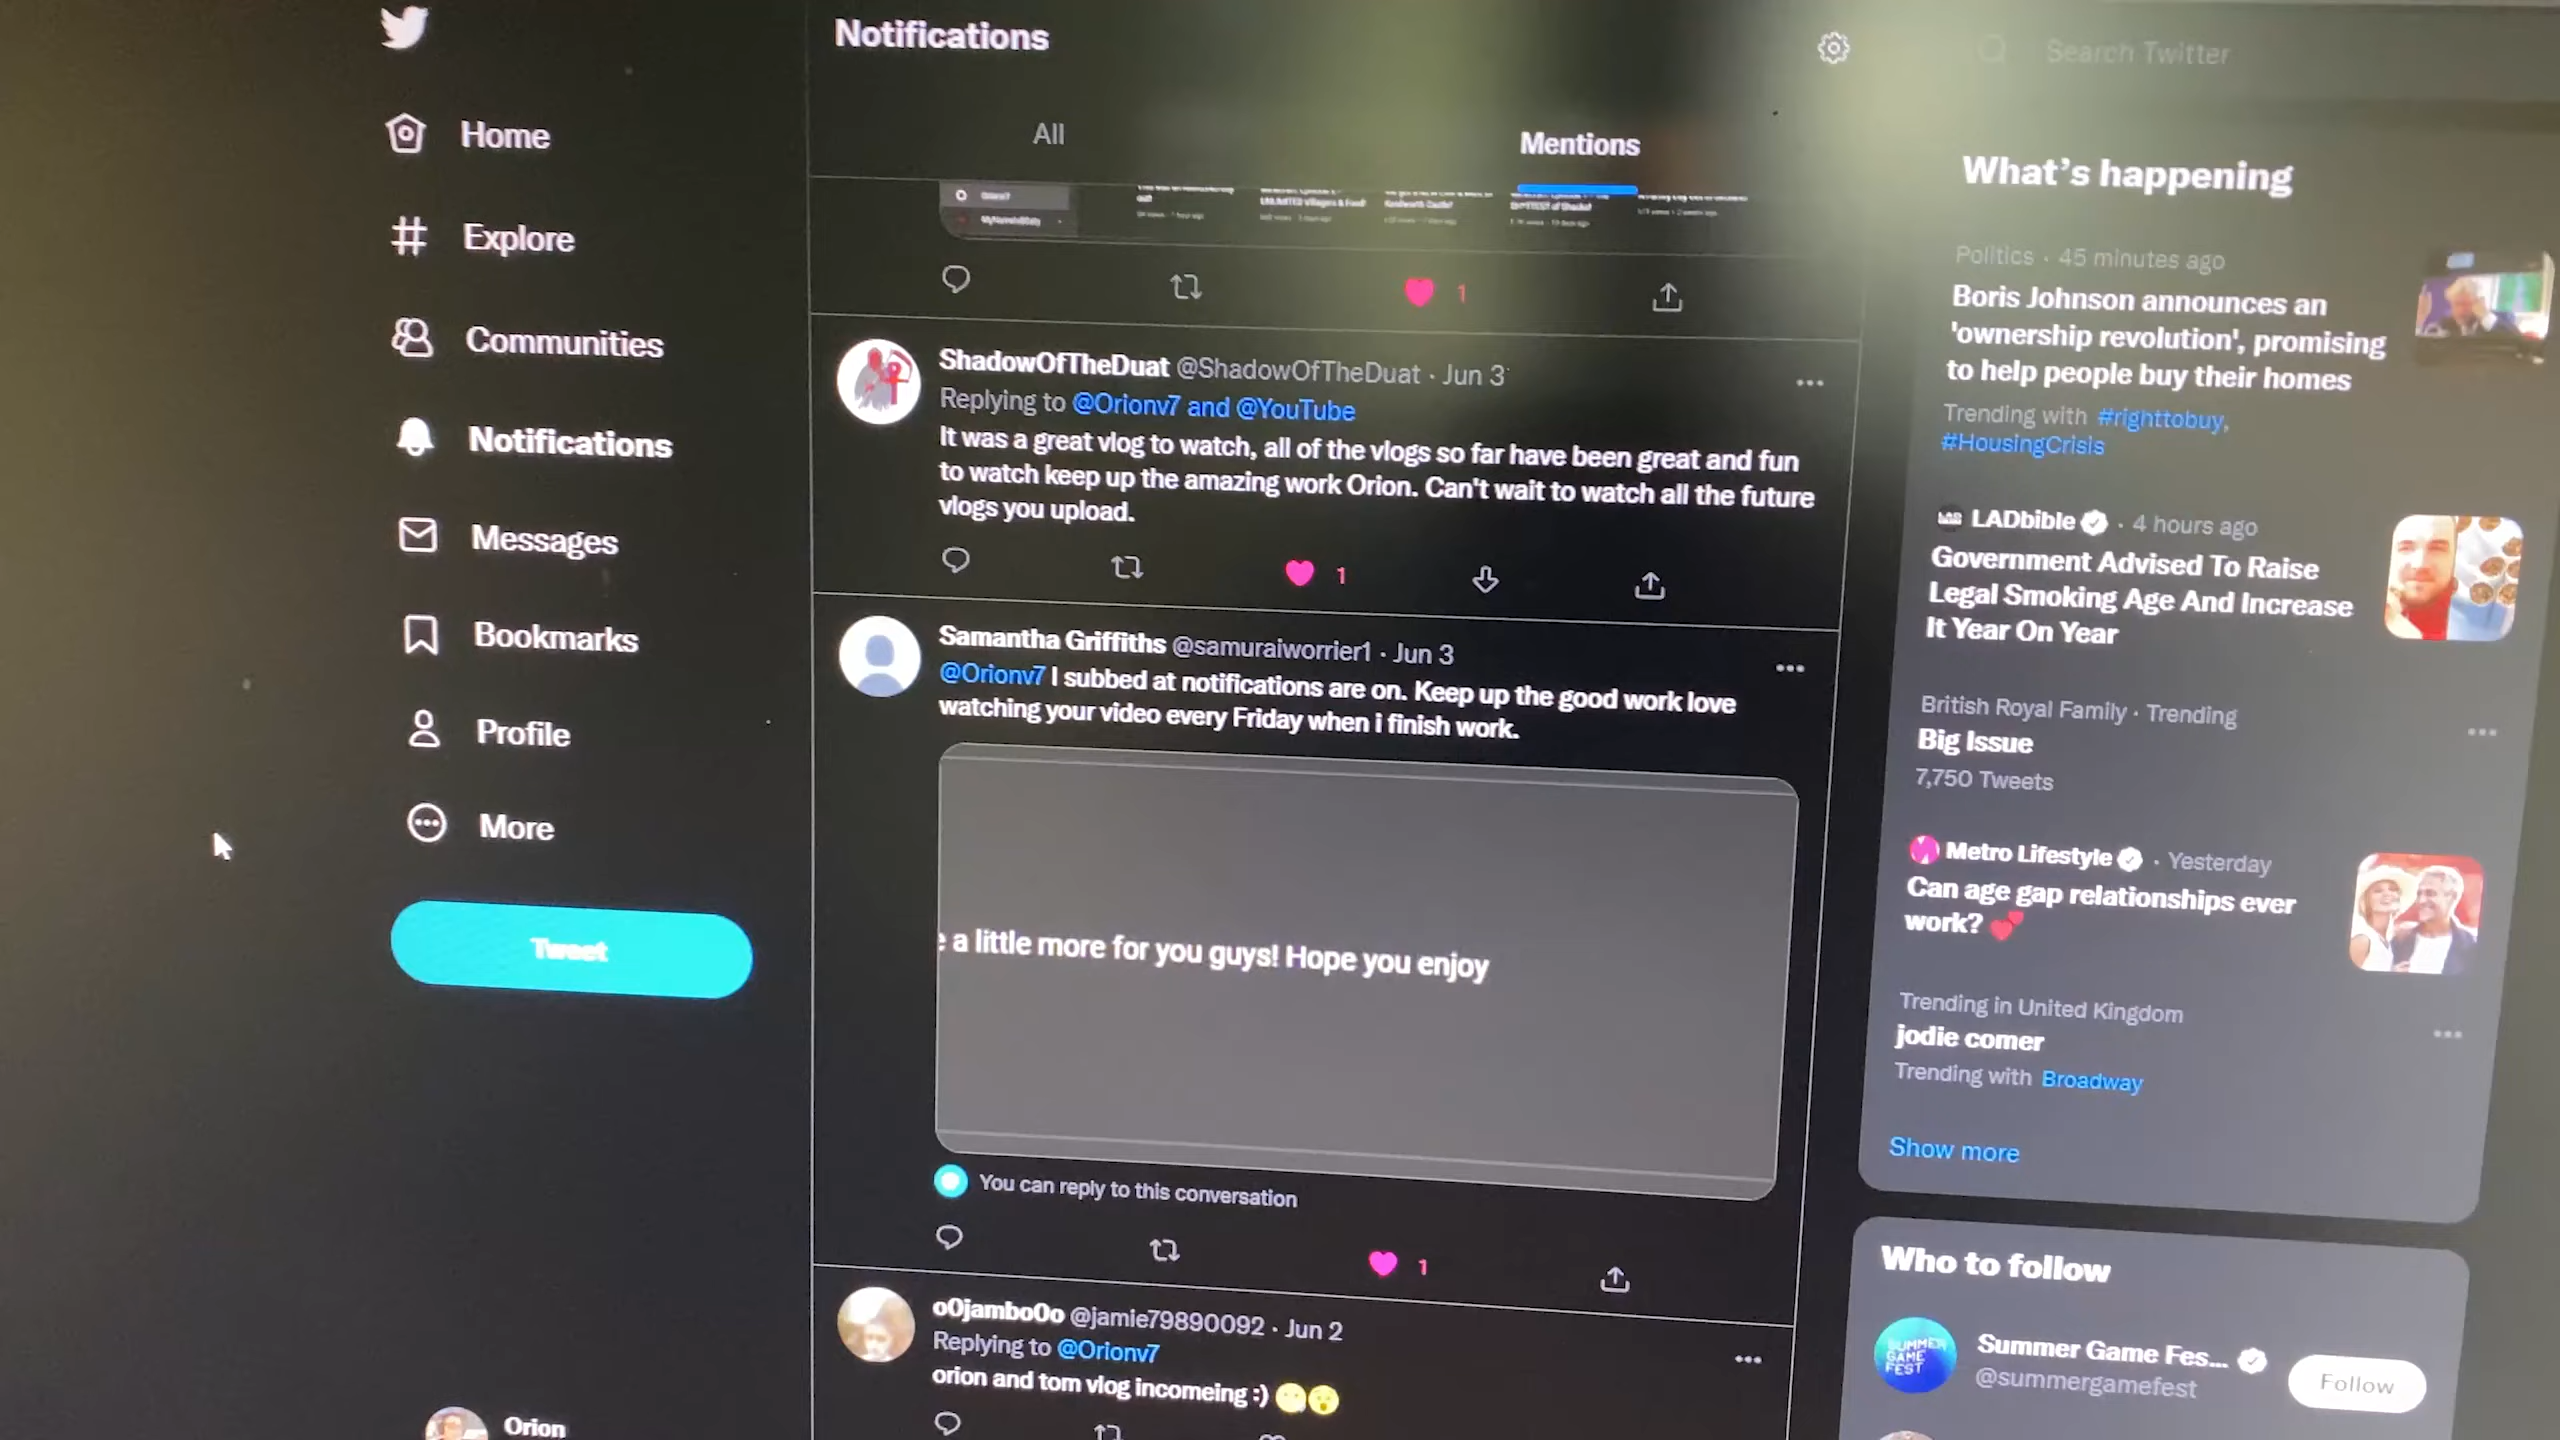 Notifications
Search Twitter
Home
Explore
Communities
Notifications
Messages
Bookmarks
Profile
More
Tweet
Orion
All
Mentions
1
ShadowOfTheDuat @ShadowOfTheDuat · Jun 3
Replying to @Orionv7 and @YouTube
It was a great vlog to watch, all of the vlogs so far have been great and fun
to watch keep up the amazing work Orion. Can't wait to watch all the future
vlogs you upload.
1
Samantha Griffiths @samuraiworrier1 · Jun 3
@Orionv7 I subbed at notifications are on. Keep up the good work love
watching your video every Friday when i finish work.
a little more for you guys! Hope you enjoy
You can reply to this conversation
1
oOjamboOo @jamie79890092 · Jun 2
Replying to @Orionv7
orion and tom vlog incomeing :) 
What's happening
Politics · 45 minutes ago
Boris Johnson announces an
'ownership revolution', promising
to help people buy their homes
Trending with #righttobuy,
#HousingCrisis
LADbible · 4 hours ago
Government Advised To Raise
Legal Smoking Age And Increase
It Year On Year
British Royal Family · Trending
Big Issue
7,750 Tweets
Metro Lifestyle · Yesterday
Can age gap relationships ever
work? 💕
Trending in United Kingdom
jodie comer
Trending with Broadway
Show more
Who to follow
SUMMER
GAME
FEST
Summer Game Fes...
@summergamefest
Follow